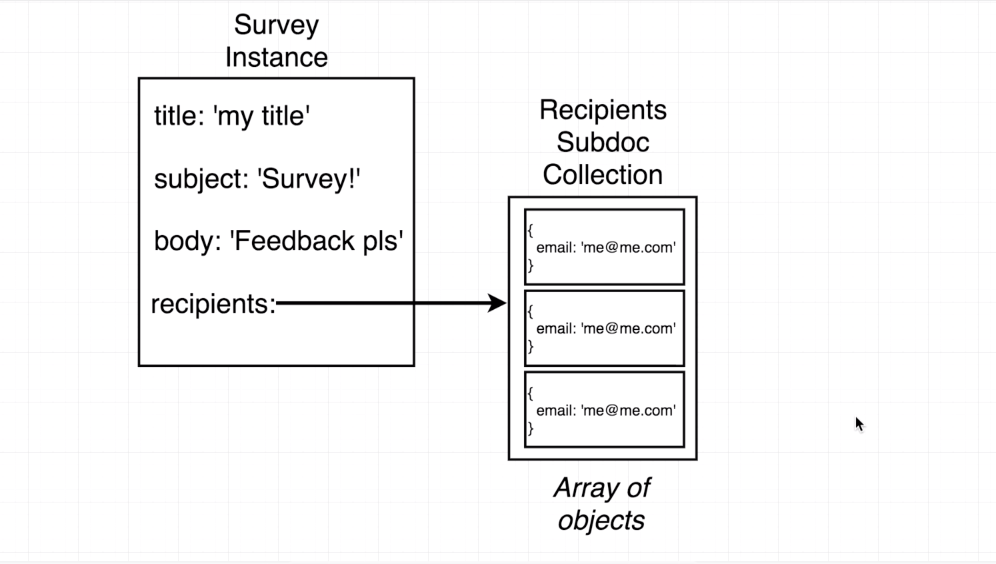 Survey
Instance
title: 'my title'
subject: 'Survey!'
body: 'Feedback pls'
recipients:
Recipients
Subdoc
Collection
{
email: 'me@me.com'
}
{
email: 'me@me.com'
}
{
email: 'me@me.com'
}
Array of
objects